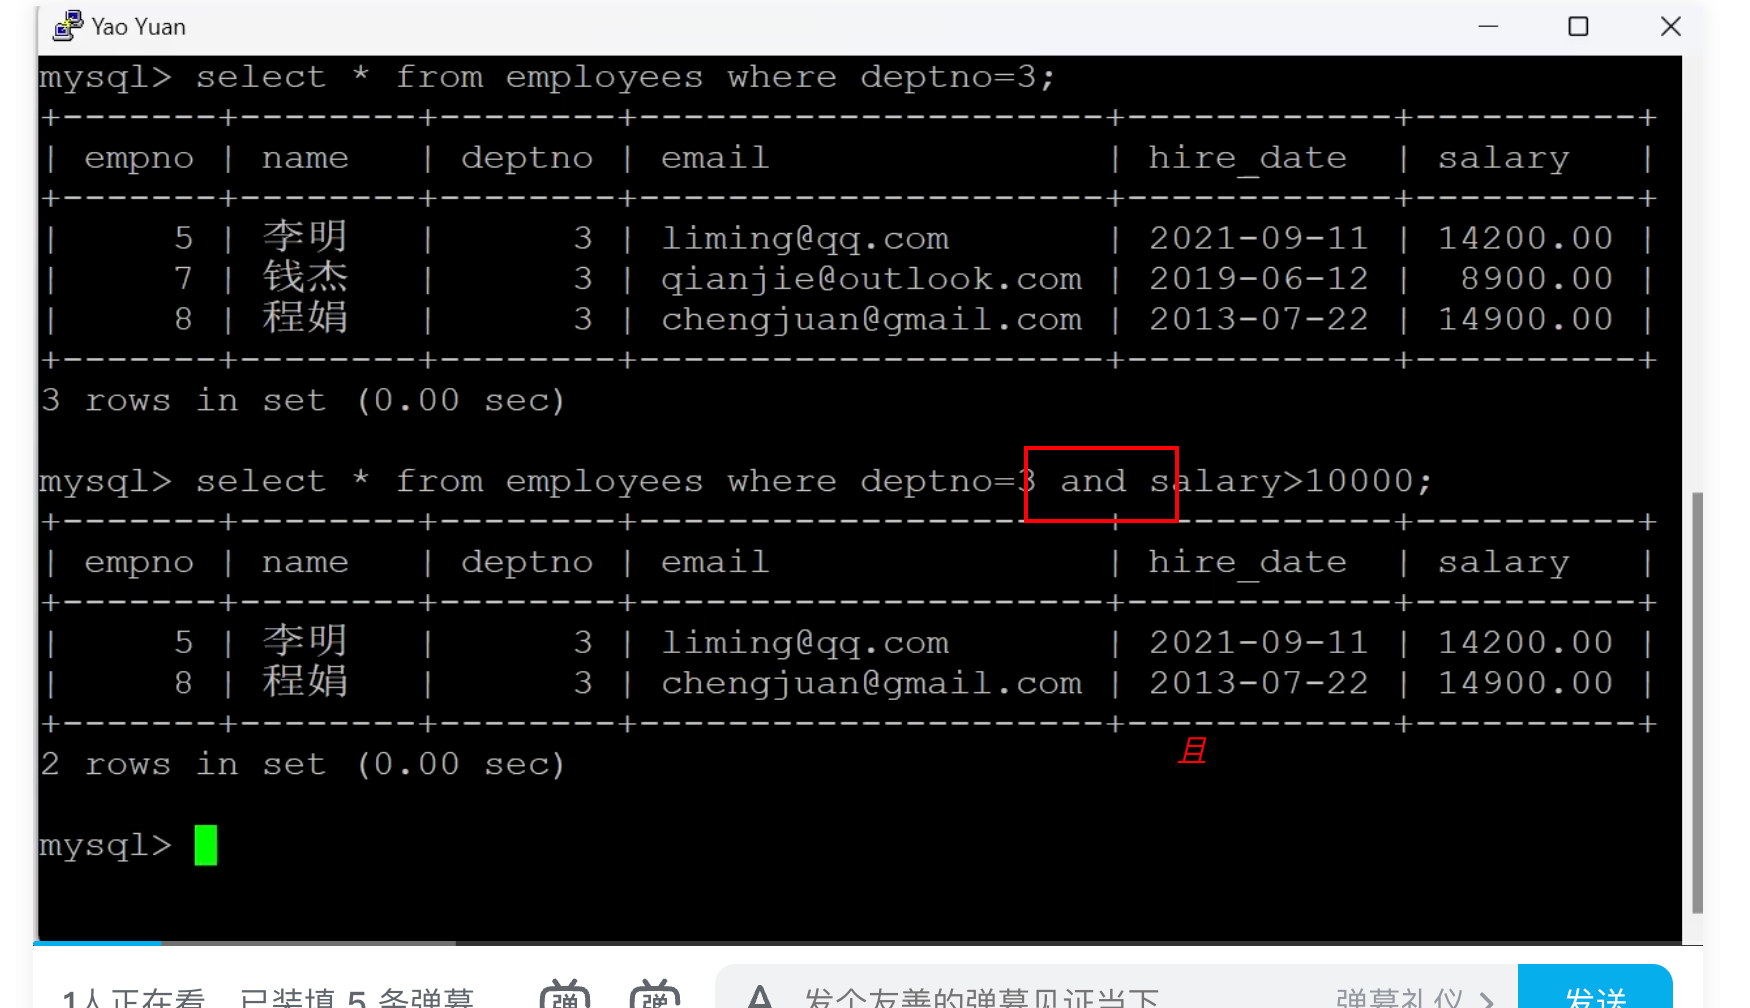 Yao Yuan
mysql> select * from employees where deptno=3;
+-------+--------+--------+---------------------+------------+----------+
| empno | name   | deptno | email               | hire_date  | salary   |
+-------+--------+--------+---------------------+------------+----------+
|     5 | 李明   |      3 | liming@qq.com       | 2021-09-11 | 14200.00 |
|     7 | 钱杰   |      3 | qianjie@outlook.com | 2019-06-12 |  8900.00 |
|     8 | 程娟   |      3 | chengjuan@gmail.com | 2013-07-22 | 14900.00 |
+-------+--------+--------+---------------------+------------+----------+
3 rows in set (0.00 sec)
mysql> select * from employees where deptno=3 and salary>10000;
+-------+--------+--------+---------------------+------------+----------+
| empno | name   | deptno | email               | hire_date  | salary   |
+-------+--------+--------+---------------------+------------+----------+
|     5 | 李明   |      3 | liming@qq.com       | 2021-09-11 | 14200.00 |
|     8 | 程娟   |      3 | chengjuan@gmail.com | 2013-07-22 | 14900.00 |
+-------+--------+--------+---------------------+------------+----------+
且
2 rows in set (0.00 sec)
mysql>
1人正在看 已装填 5 条弹幕 弹 弹 A 发个友善的弹幕见证当下 弹幕礼仪 > 发送